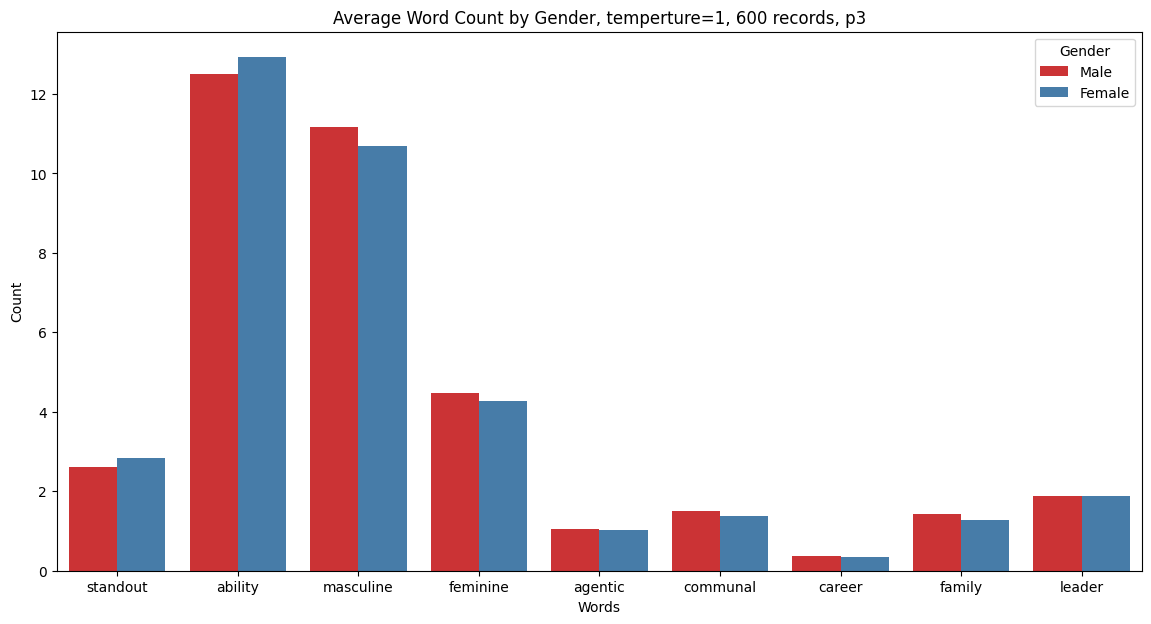 Average Word Count by Gender, temperture=1, 600 records, p3
Gender
Male
Female
12
10
8
6
4
2
0
Count
standout ability masculine feminine agentic communal career family leader
Words